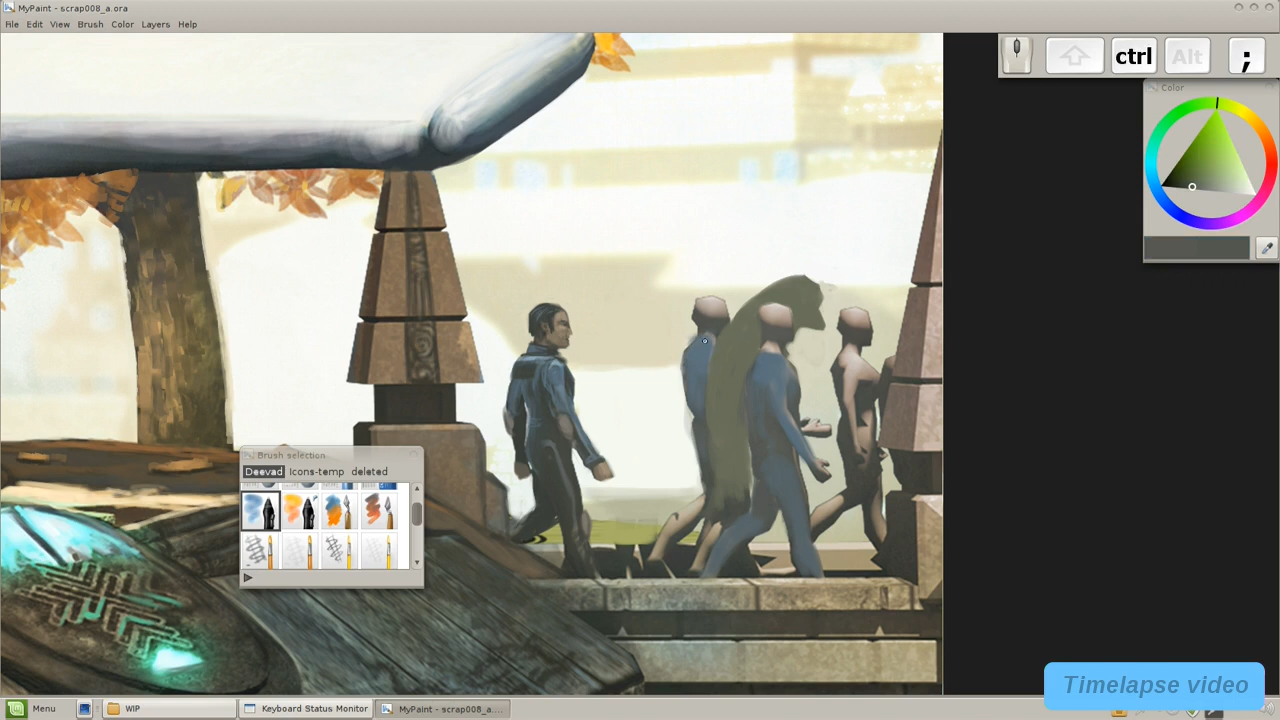 MyPaint - scrap008_a.ora
File Edit View Brush Color Layers Help
ctrl Alt ;
Color
Brush selection
Deevad Icons-temp deleted
Timelapse video
Menu WIP Keyboard Status Monitor MyPaint - scrap008_a....